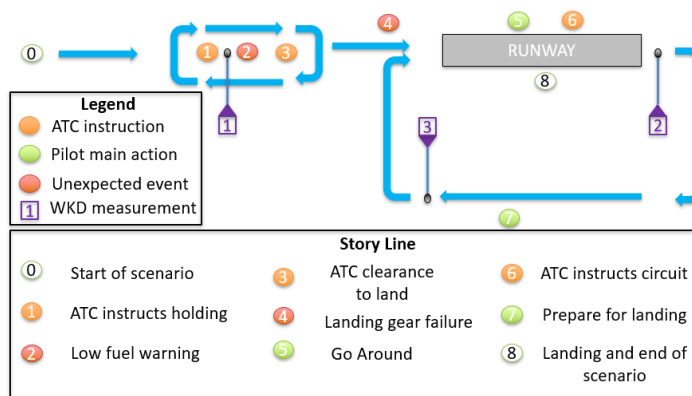 4
5
6
0
1
2
3
RUNWAY
8
1
3
2
Legend
ATC instruction
Pilot main action
Unexpected event
1 WKD measurement
7
Story Line
0 Start of scenario
3 ATC clearance
to land
6 ATC instructs circuit
1 ATC instructs holding
4 Landing gear failure
7 Prepare for landing
2 Low fuel warning
5 Go Around
8 Landing and end of
scenario